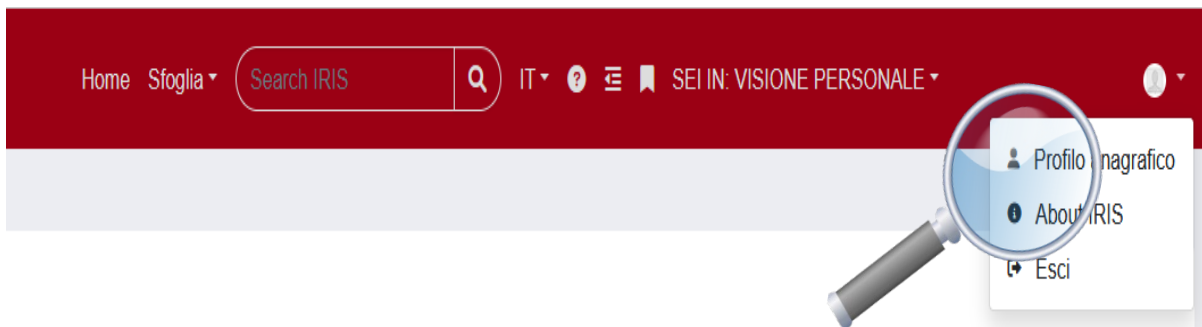 Home Sfoglia Search IRIS IT SEI IN: VISIONE PERSONALE
Profilo anagrafico
About IRIS
Esci